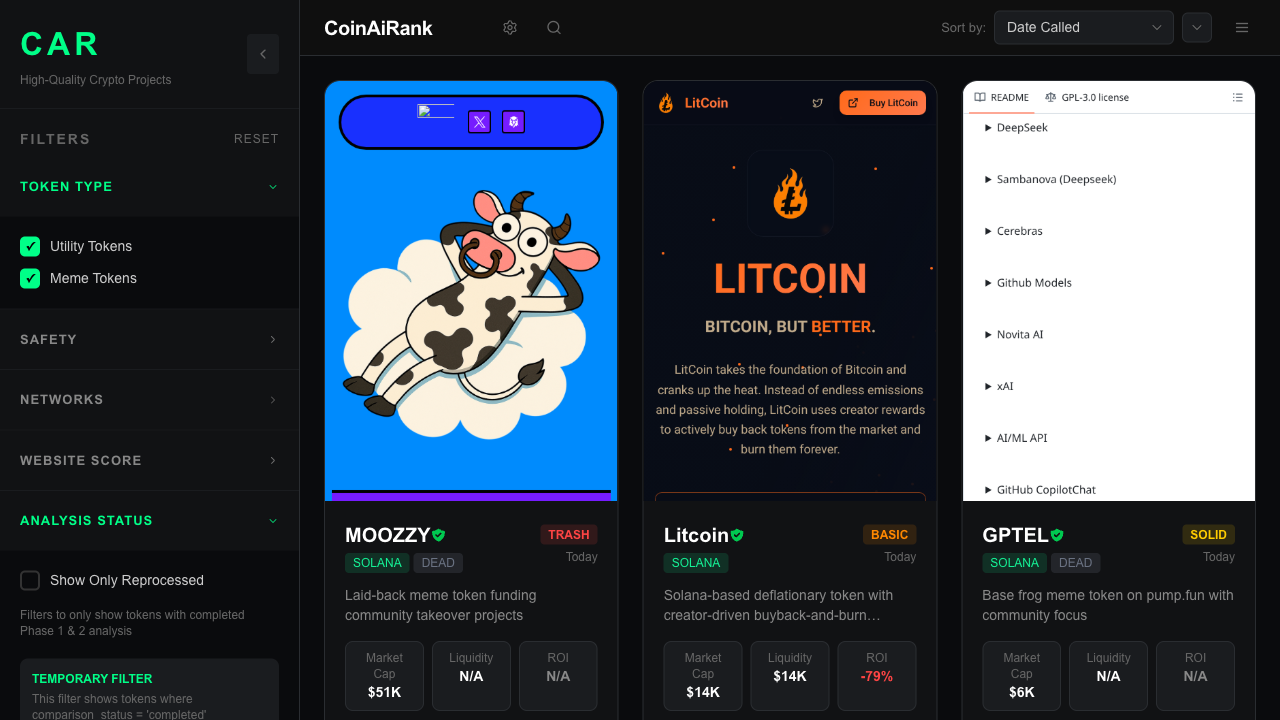 CAR
High-Quality Crypto Projects
FILTERS RESET
TOKEN TYPE
Utility Tokens
Meme Tokens
SAFETY
NETWORKS
WEBSITE SCORE
ANALYSIS STATUS
Show Only Reprocessed
Filters to only show tokens with completed
Phase 1 & 2 analysis
TEMPORARY FILTER
This filter shows tokens where
comparison_status = 'completed'
CoinAiRank
Sort by: Date Called
MOOZZY TRASH
SOLANA DEAD Today
Laid-back meme token funding
community takeover projects
Market
Cap
$51K
Liquidity
N/A
ROI
N/A
LitCoin
Buy LitCoin
LITCOIN
BITCOIN, BUT BETTER.
LitCoin takes the foundation of Bitcoin and
cranks up the heat. Instead of endless emissions
and passive holding, LitCoin uses creator rewards
to actively buy back tokens from the market and
burn them forever.
Litcoin BASIC
SOLANA Today
Solana-based deflationary token with
creator-driven buyback-and-burn…
Market
Cap
$14K
Liquidity
$14K
ROI
-79%
README GPL-3.0 license
DeepSeek
Sambanova (Deepseek)
Cerebras
Github Models
Novita AI
xAI
AI/ML API
GitHub CopilotChat
GPTEL SOLID
SOLANA DEAD Today
Base frog meme token on pump.fun with
community focus
Market
Cap
$6K
Liquidity
N/A
ROI
N/A